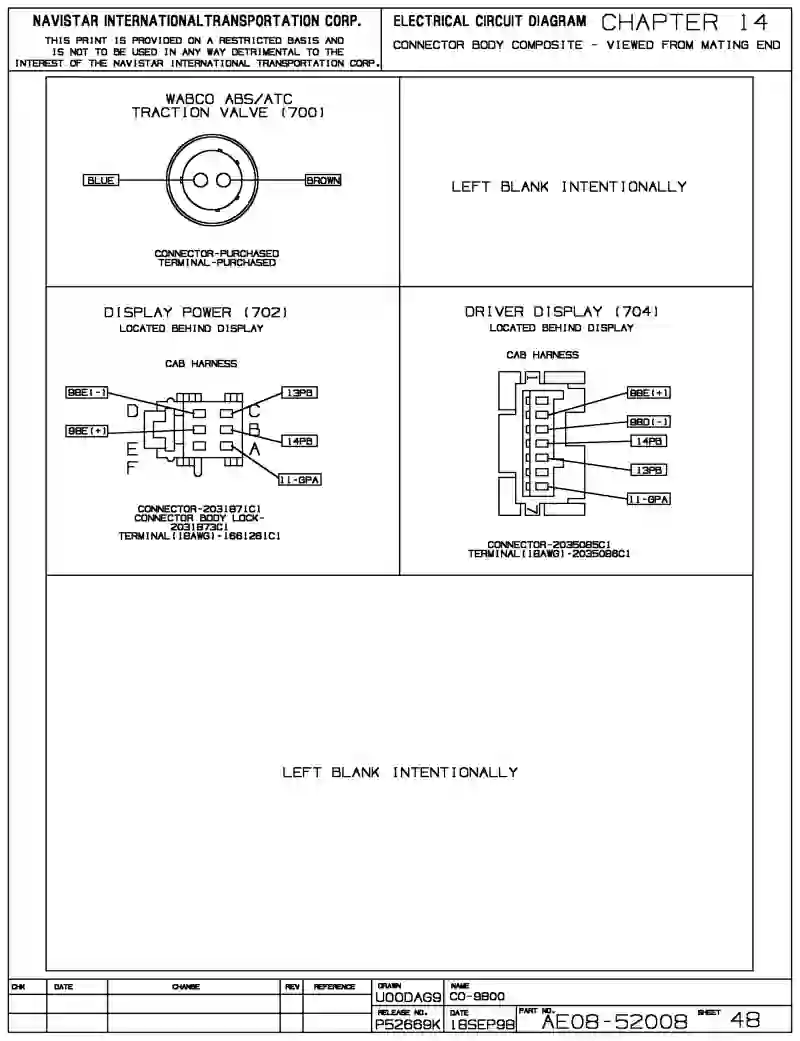 NAVISTAR INTERNATIONALTRANSPORTATION CORP.
THIS PRINT IS PROVIDED ON A RESTRICTED BASIS AND
IS NOT TO BE USED IN ANY WAY DETRIMENTAL TO THE
INTEREST OF THE NAVISTAR INTERNATIONAL TRANSPORTATION CORP.
ELECTRICAL CIRCUIT DIAGRAM CHAPTER 14
CONNECTOR BODY COMPOSITE - VIEWED FROM MATING END
WABCO ABS/ATC
TRACTION VALVE (700)
BLUE
BROWN
CONNECTOR-PURCHASED
TERMINAL-PURCHASED
LEFT BLANK INTENTIONALLY
DISPLAY POWER (702)
LOCATED BEHIND DISPLAY
CAB HARNESS
98E(-)
13PB
D
C
98E(+)
B
14PB
E
A
F
11-GPA
CONNECTOR-2031871C1
CONNECTOR BODY LOCK-
2031873C1
TERMINAL(18AWG)-1661261C1
DRIVER DISPLAY (704)
LOCATED BEHIND DISPLAY
CAB HARNESS
1
98E(+)
98D(-)
14PB
13PB
11-GPA
7
CONNECTOR-2035085C1
TERMINAL(18AWG)-2035086C1
LEFT BLANK INTENTIONALLY
CHK
DATE
CHANGE
REV
REFERENCE
DRAWN
U00DAG9
NAME
CO-9800
RELEASE NO.
P52669K
DATE
18SEP98
PART NO.
AE08-52008
SHEET
48